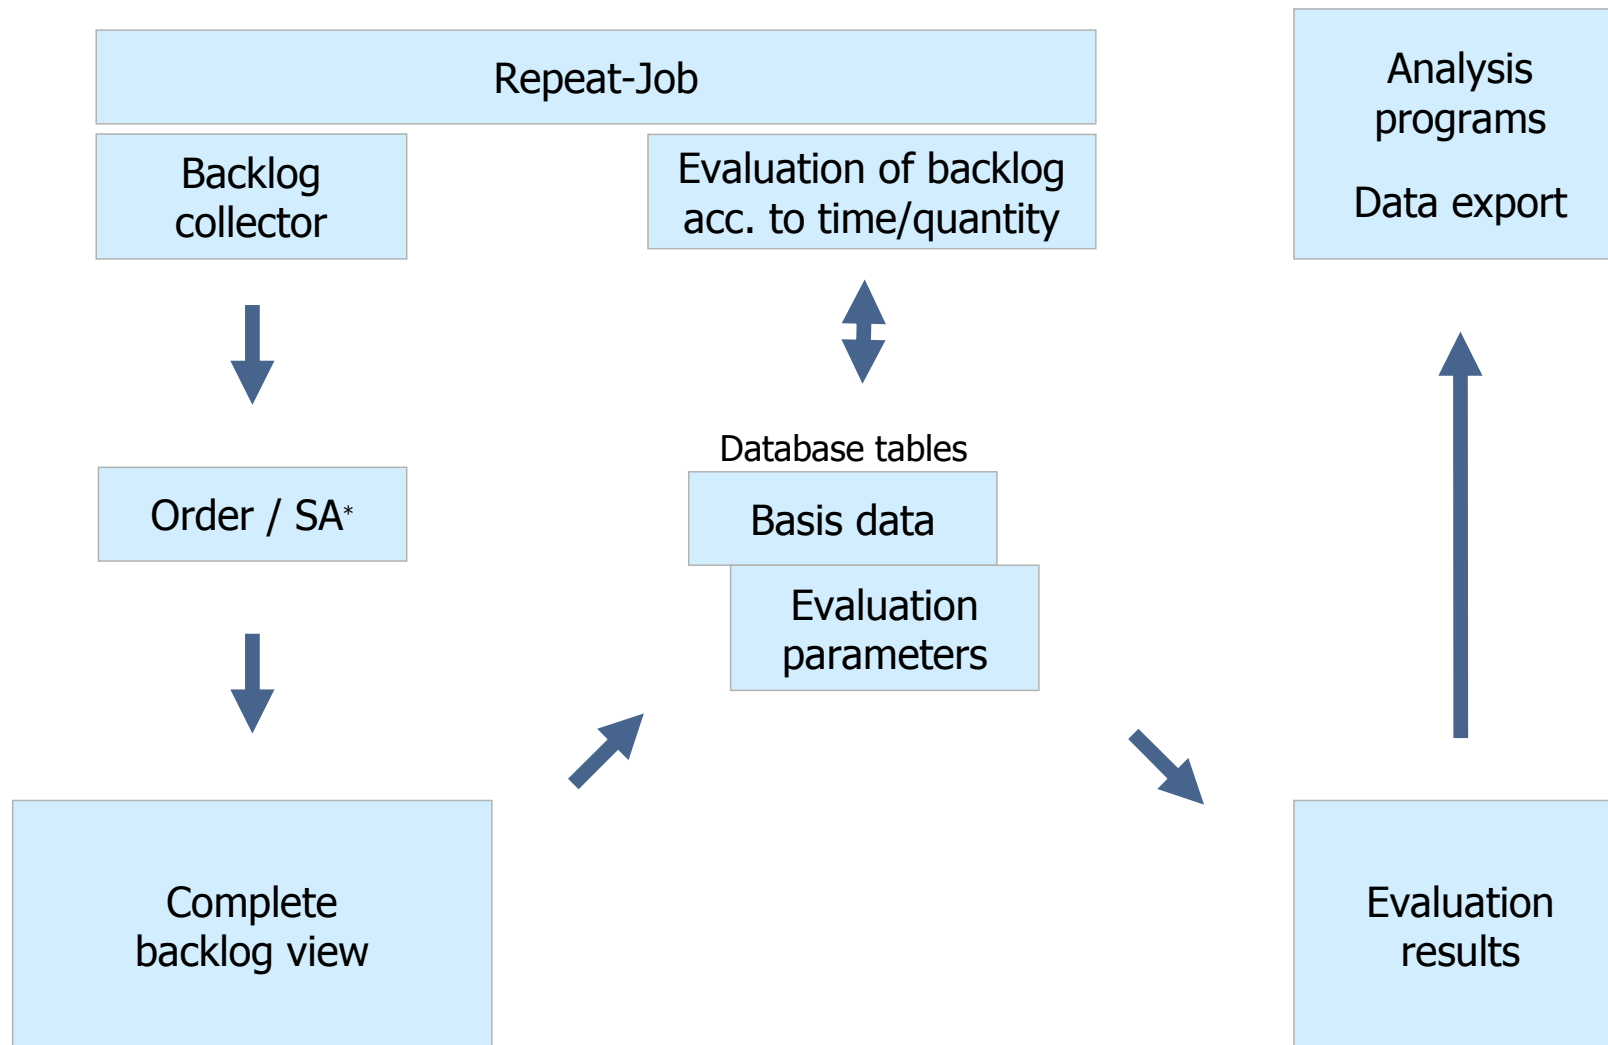 Repeat-Job
Backlog
collector
Evaluation of backlog
acc. to time/quantity
Analysis
programs
Data export
Database tables
Order / SA*
Basis data
Evaluation
parameters
Complete
backlog view
Evaluation
results